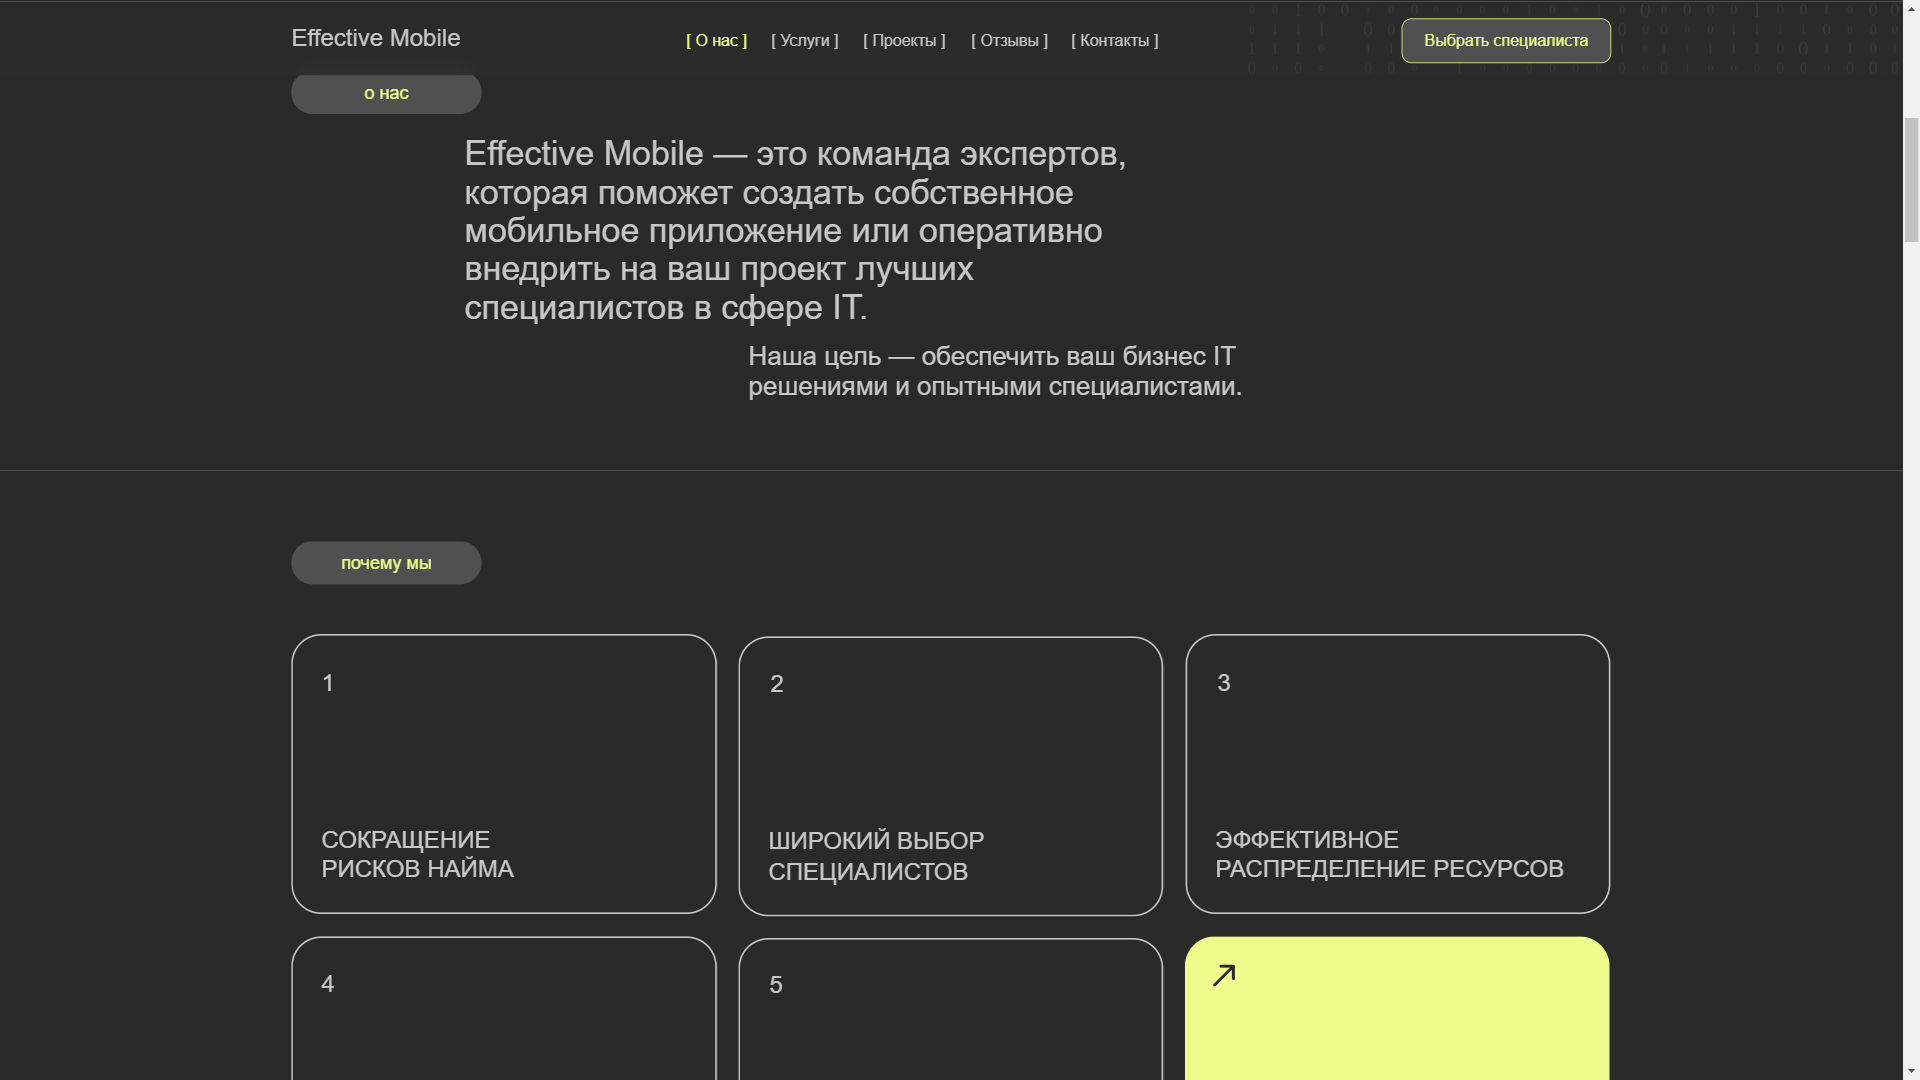 Effective Mobile
[ О нас ] [ Услуги ] [ Проекты ] [ Отзывы ] [ Контакты ]
Выбрать специалиста
о нас
Effective Mobile — это команда экспертов,
которая поможет создать собственное
мобильное приложение или оперативно
внедрить на ваш проект лучших
специалистов в сфере IT.
Наша цель — обеспечить ваш бизнес IT
решениями и опытными специалистами.
почему мы
1
СОКРАЩЕНИЕ
РИСКОВ НАЙМА
2
ШИРОКИЙ ВЫБОР
СПЕЦИАЛИСТОВ
3
ЭФФЕКТИВНОЕ
РАСПРЕДЕЛЕНИЕ РЕСУРСОВ
4
5